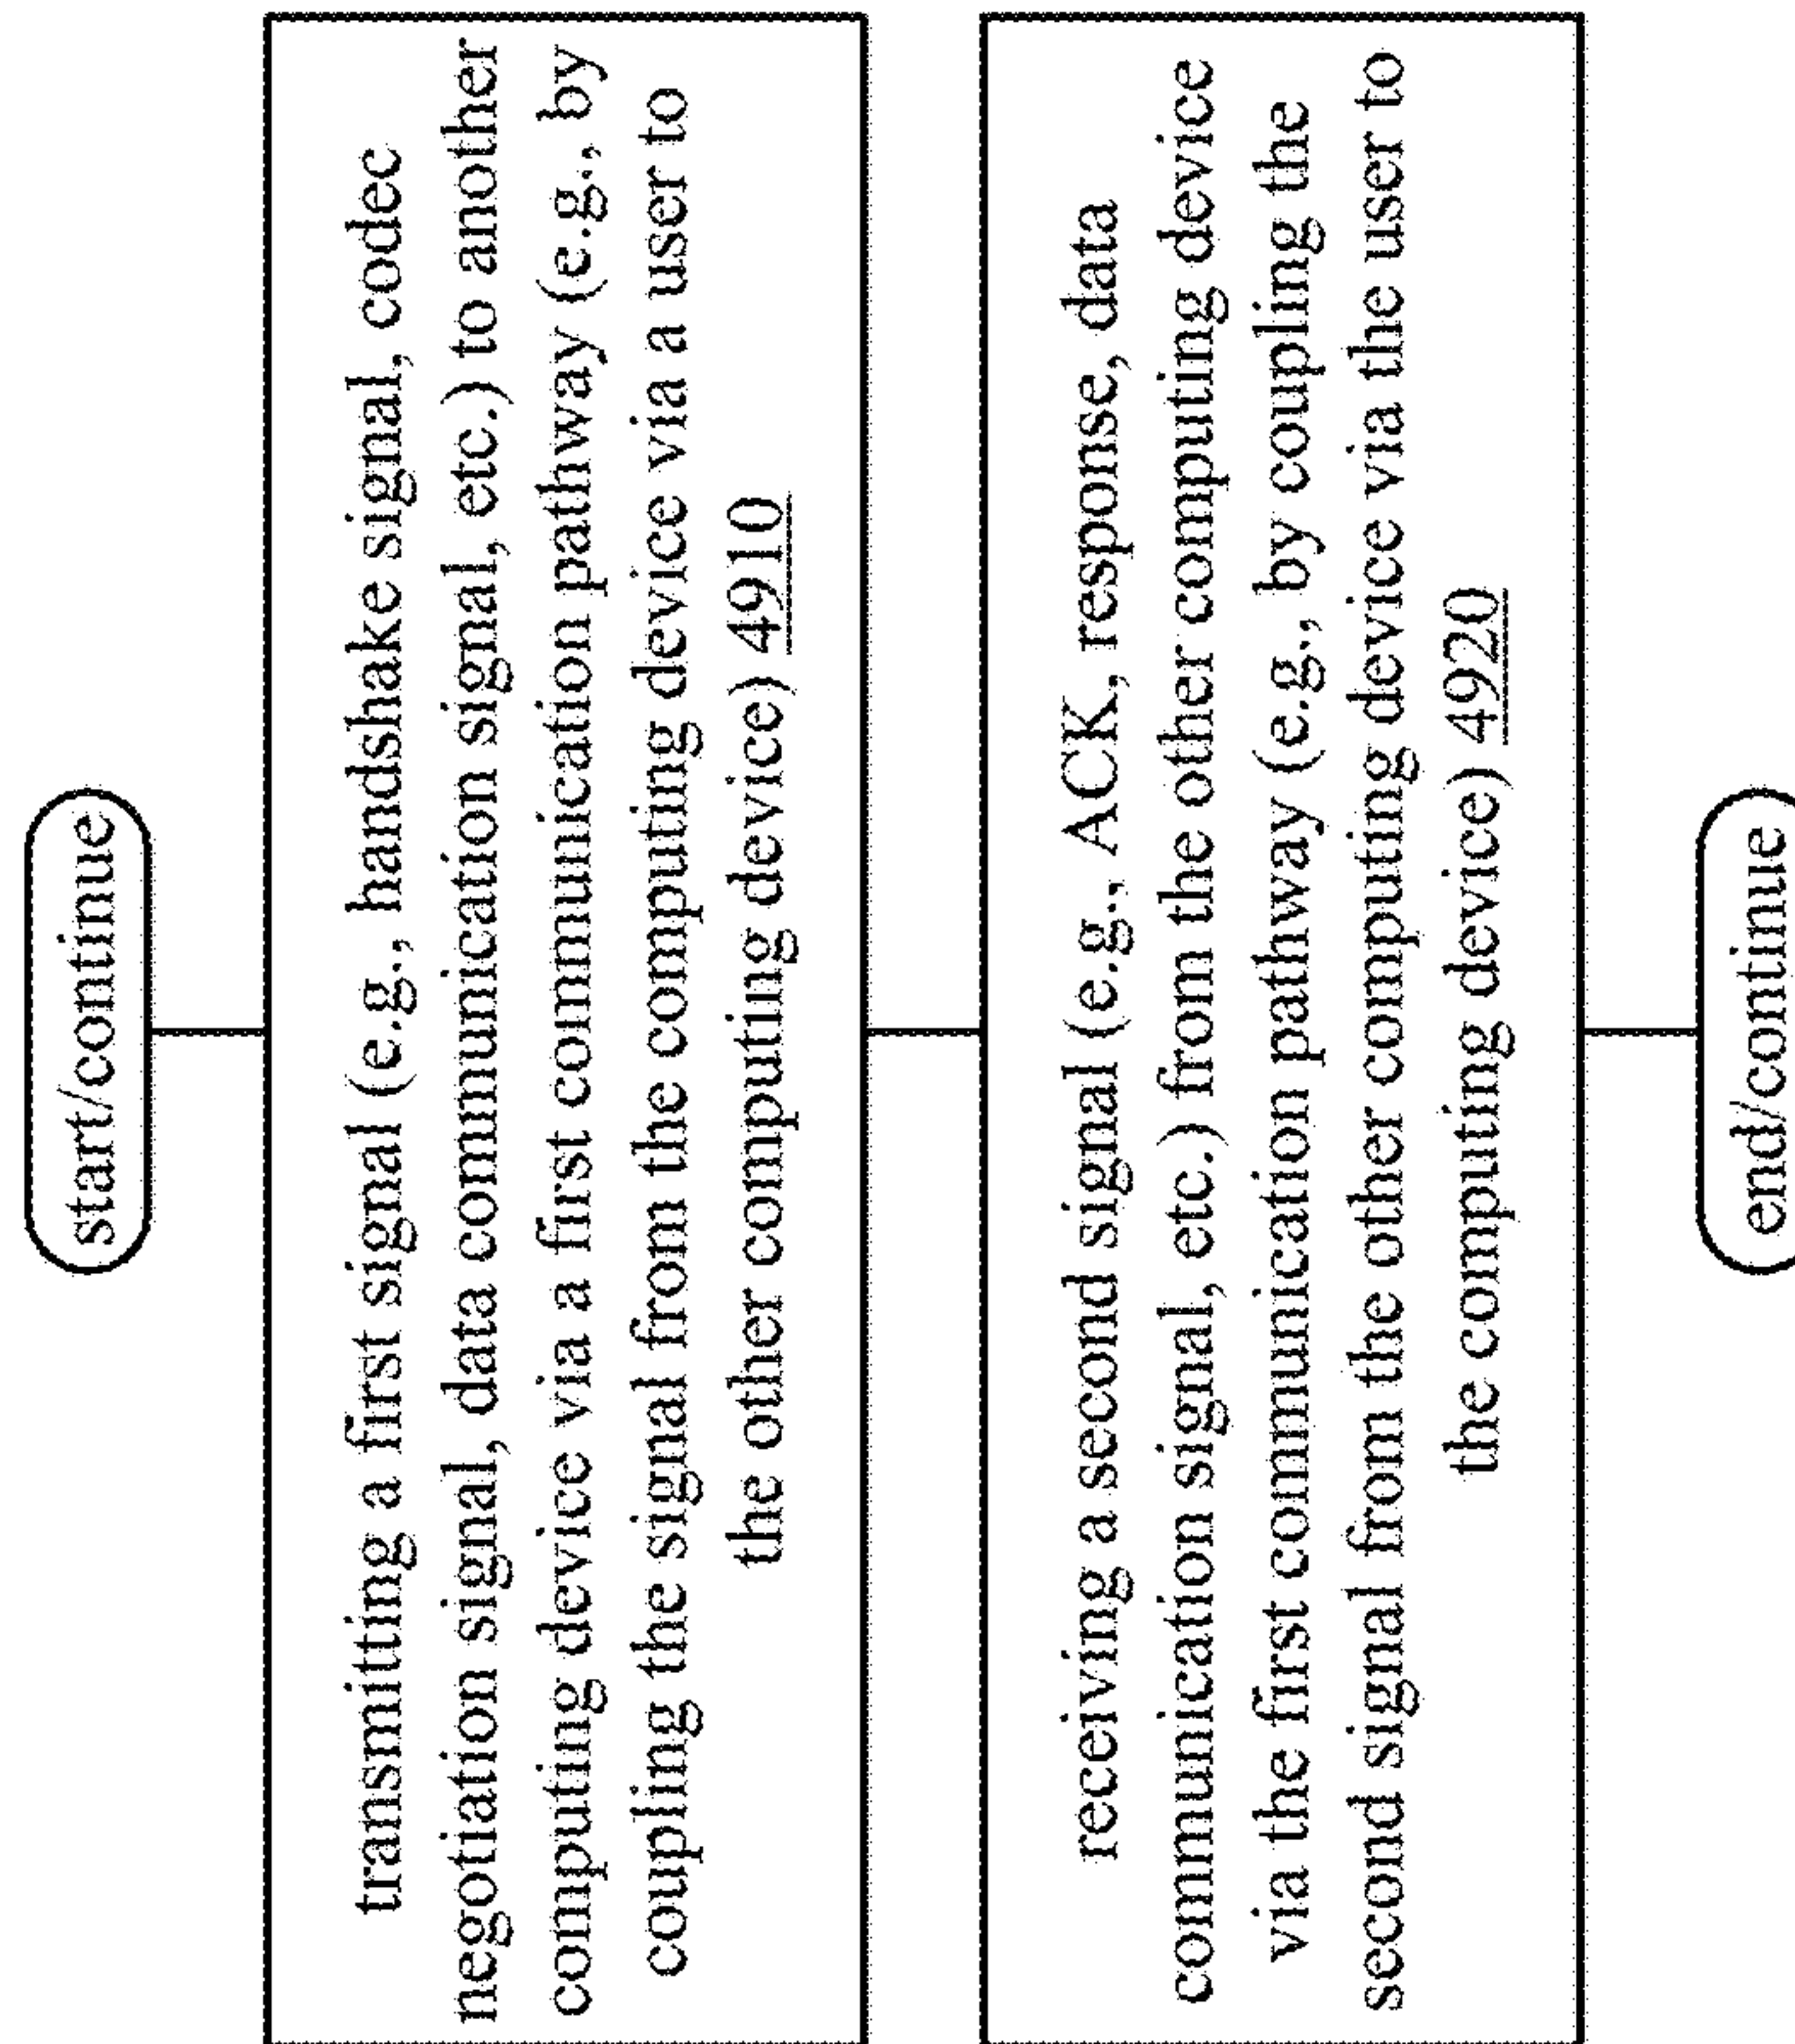 start/continue
transmitting a first signal (e.g., handshake signal, codec
negotiation signal, data communication signal, etc.) to another
computing device via a first communication pathway (e.g., by
coupling the signal from the computing device via a user to
the other computing device) 4910
receiving a second signal (e.g., ACK, response, data
communication signal, etc.) from the other computing device
via the first communication pathway (e.g., by coupling the
second signal from the other computing device via the user to
the computing device) 4920
end/continue